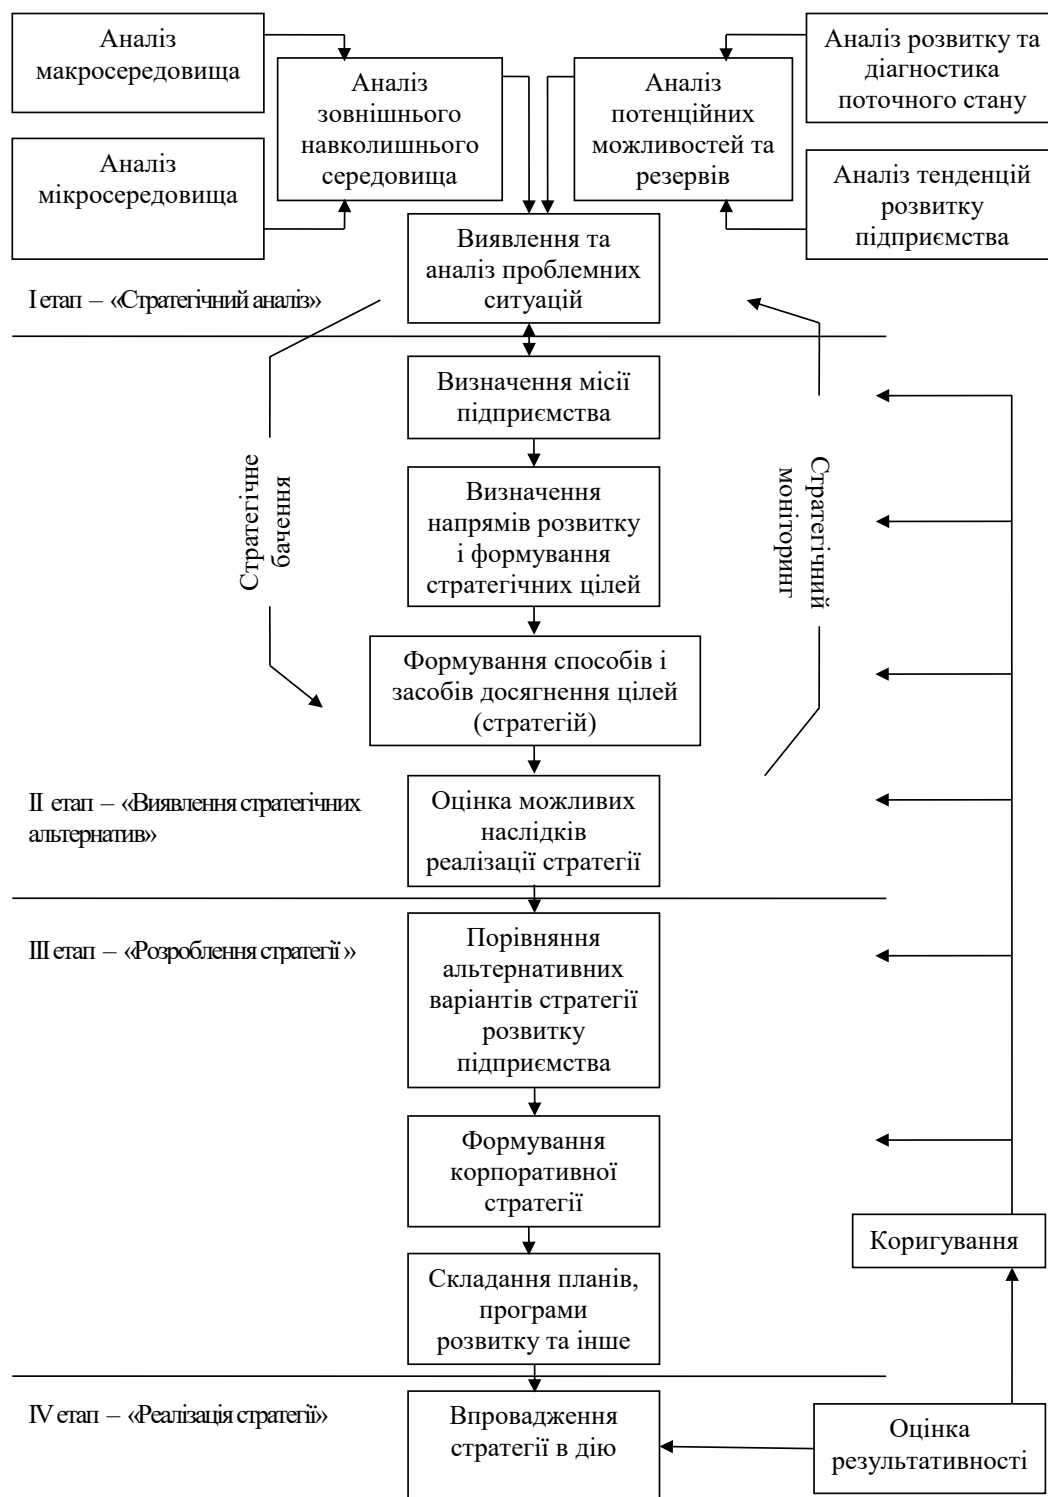 Аналіз
макросередовища
Аналіз
зовнішнього
навколишнього
середовища
Аналіз
потенційних
можливостей та
резервів
Аналіз розвитку та
діагностика
поточного стану
Аналіз
мікросередовища
Аналіз тенденцій
розвитку
підприємства
Виявлення та
аналіз проблемних
ситуацій
І етап – «Стратегічний аналіз»
Визначення місії
підприємства
Стратегічне
бачення
Визначення
напрямів розвитку
і формування
стратегічних цілей
Стратегічний
моніторинг
Формування способів і
засобів досягнення цілей
(стратегій)
ІІ етап – «Виявлення стратегічних
альтернатив»
Оцінка можливих
наслідків
реалізації стратегії
ІІІ етап – «Розроблення стратегії »
Порівняння
альтернативних
варіантів стратегії
розвитку
підприємства
Формування
корпоративної
стратегії
Коригування
Складання планів,
програми
розвитку та інше
IV етап – «Реалізація стратегії»
Впровадження
стратегії в дію
Оцінка
результативності